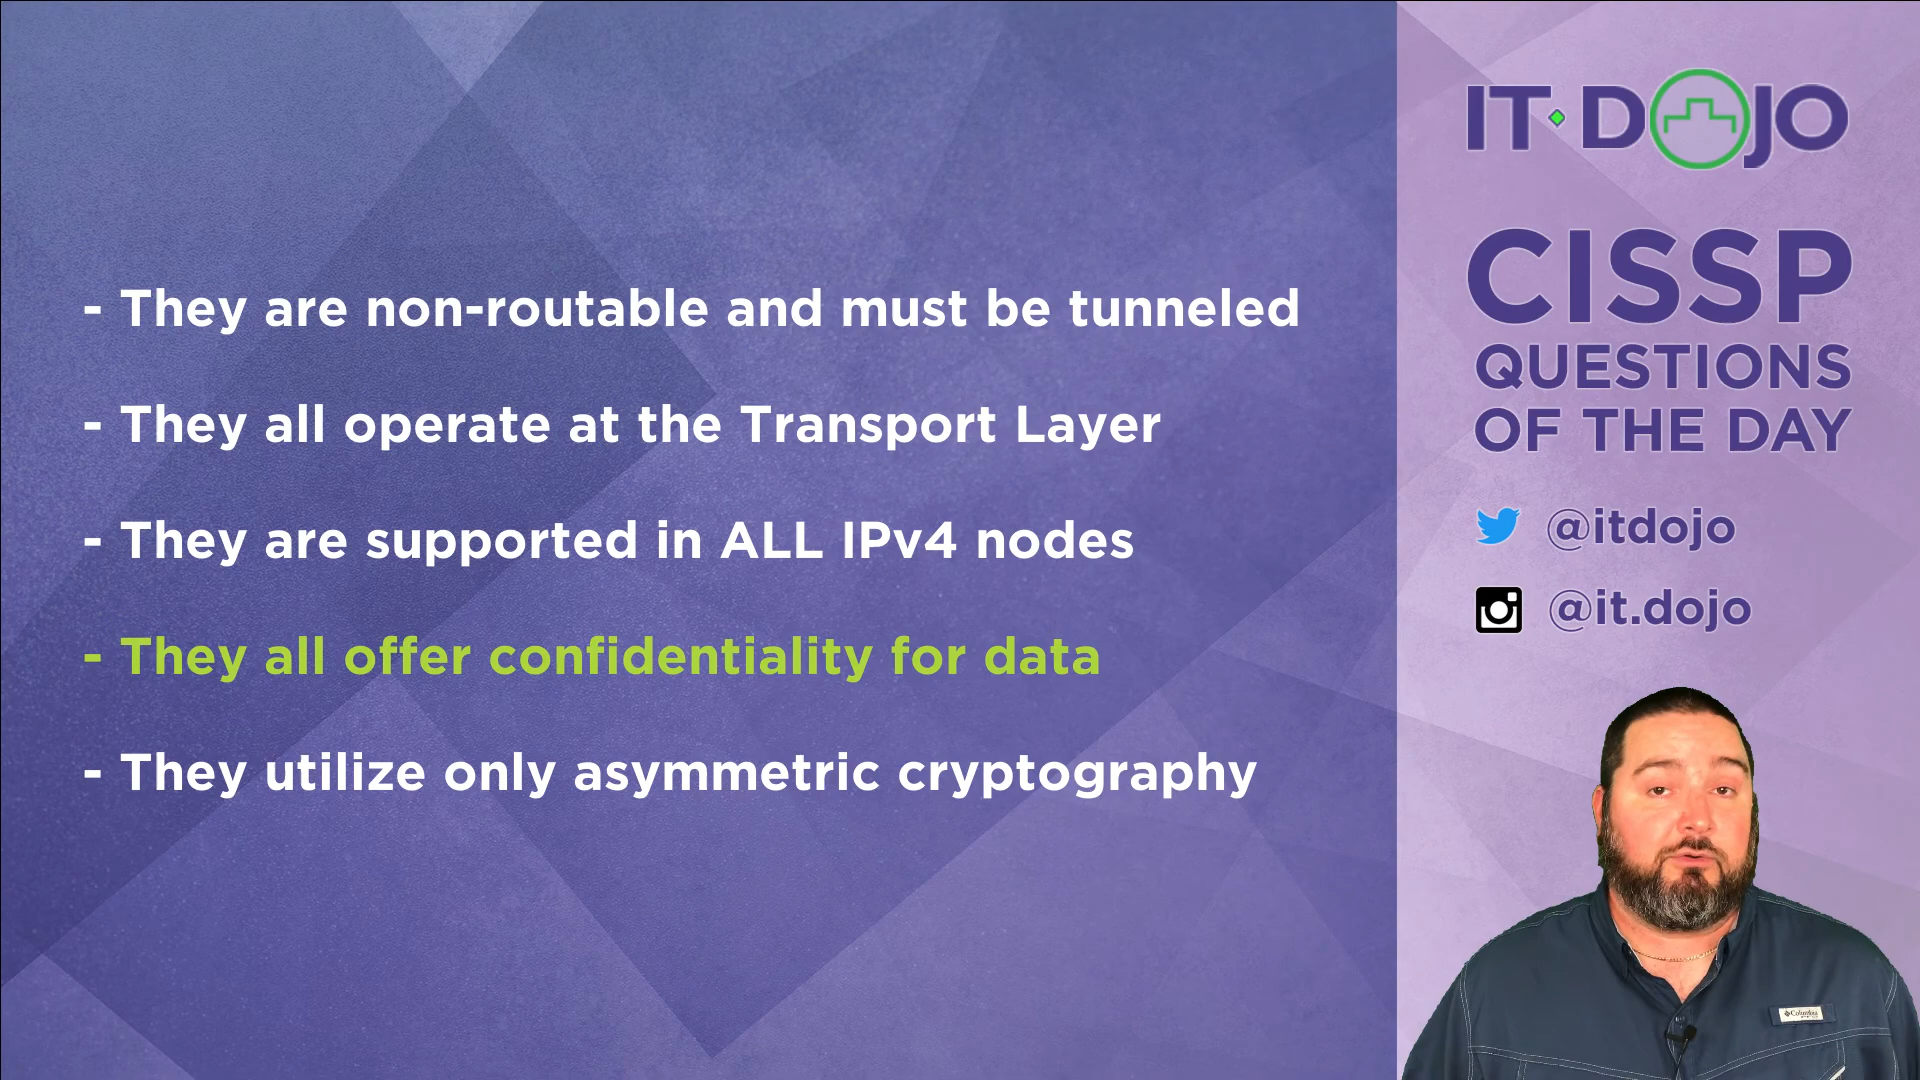 - They are non-routable and must be tunneled
- They all operate at the Transport Layer
- They are supported in ALL IPv4 nodes
- They all offer confidentiality for data
- They utilize only asymmetric cryptography
IT DOJO
CISSP
QUESTIONS
OF THE DAY
@itdojo
@it.dojo
Columbia